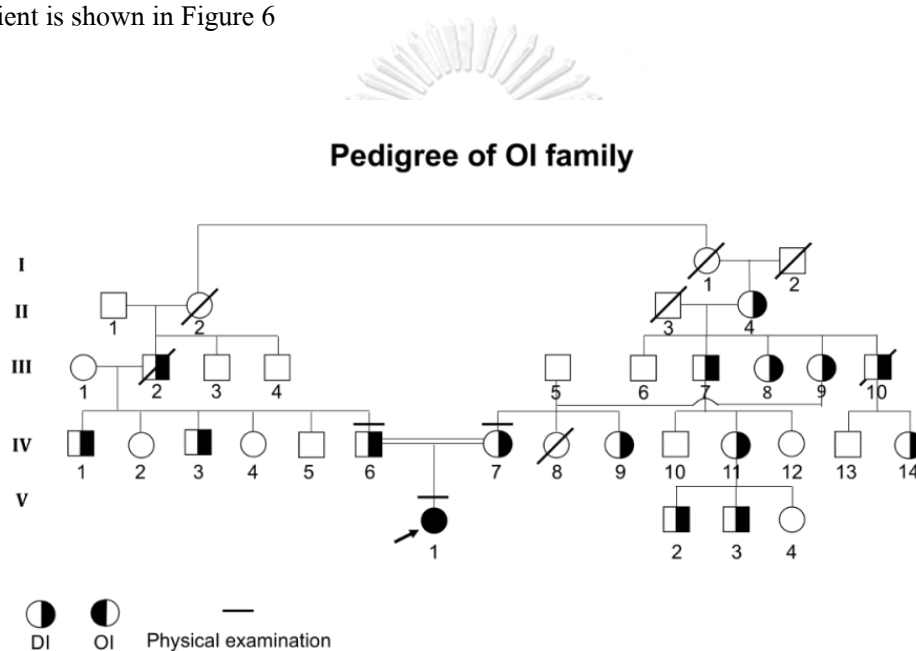 ient is shown in Figure 6
Pedigree of OI family
I
1 2
II
1 2 3 4
III
1 2 3 4 5 6 7 8 9 10
IV
1 2 3 4 5 6 7 8 9 10 11 12 13 14
V
1 2 3 4
DI OI Physical examination